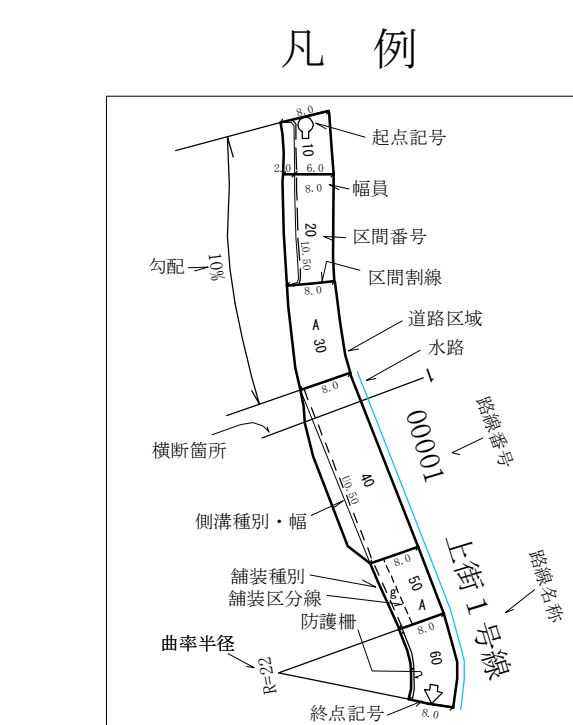 凡 例
8.0
起点記号
10
2.0 6.0
8.0
幅員
20
区間番号
L0.50
勾配
10%
区間割線
8.0
A
30
道路区域
水路
8.0
1
横断箇所
00001
路線番号
40
U0.50
側溝種別・幅
上街1号線
路線名称
8.0
舗装種別
50
舗装区分線
A
防護柵
8.0
曲率半径
60
R=22
終点記号
8.0